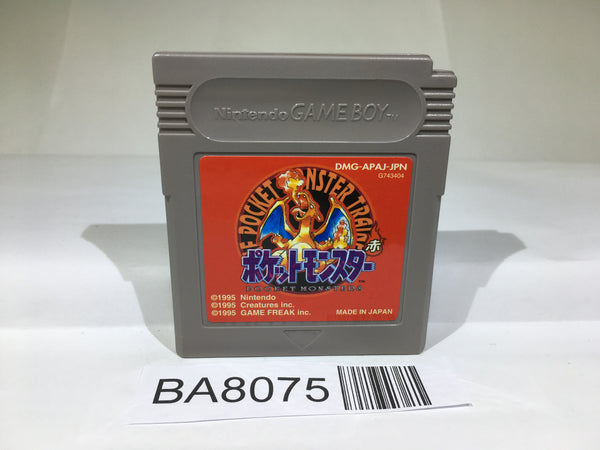 Nintendo GAME BOY TM
DMG-APAJ-JPN
G743404
POCKET MONSTER TRAINER
赤
ポケットモンスター
POCKET MONSTERS
©1995 Nintendo
©1995 Creatures inc.
©1995 GAME FREAK inc.
MADE IN JAPAN
BA8075